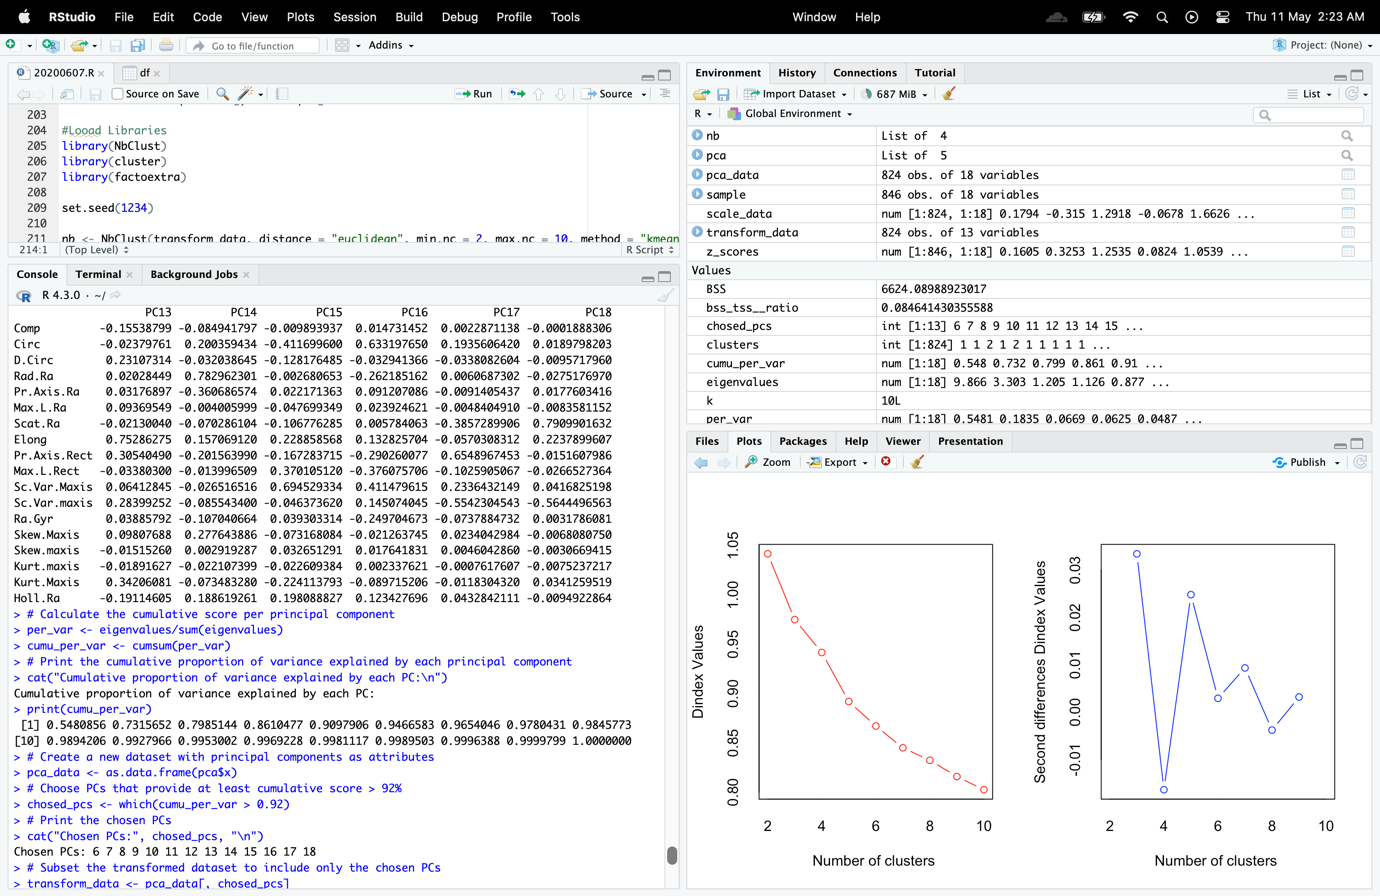 RStudio File Edit Code View Plots Session Build Debug Profile Tools Window Help Thu 11 May 2:23 AM
Go to file/function Addins Project: (None)
20200607.R df
Source on Save Run Source
203
204 #Looad Libraries
205 library(NbClust)
206 library(cluster)
207 library(factoextra)
208
209 set.seed(1234)
210
211 nb <- NbClust(transform_data, distance = "euclidean", min.nc = 2, max.nc = 10, method = "kmean
214:1 (Top Level) R Script
Console Terminal Background Jobs
R 4.3.0 · ~/
PC13 PC14 PC15 PC16 PC17 PC18
Comp -0.15538799 -0.084941797 -0.009893937 0.014731452 0.0022871138 -0.0001888306
Circ -0.02379761 0.200359434 -0.411699600 0.633197650 0.1935606420 0.0189798203
D.Circ 0.23107314 -0.032038645 -0.128176485 -0.032941366 -0.0338082604 -0.0095717960
Rad.Ra 0.02028449 0.782962301 -0.002680653 -0.262185162 0.0060687302 -0.0275176970
Pr.Axis.Ra 0.03176897 -0.360686574 0.022171363 0.091207086 -0.0091405437 0.0177603416
Max.L.Ra 0.09369549 -0.004005999 -0.047699349 0.023924621 -0.0048404910 -0.0083581152
Scat.Ra -0.02130040 -0.070286104 -0.106776285 0.005784063 -0.3857289906 0.7909901632
Elong 0.75286275 0.157069120 0.228858568 0.132825704 -0.0570308312 0.2237899607
Pr.Axis.Rect 0.30540490 -0.201563990 -0.167283715 -0.290260077 0.6548967453 -0.0151607986
Max.L.Rect -0.03380300 -0.013996509 0.370105120 -0.376075706 -0.1025905067 -0.0266527364
Sc.Var.Maxis 0.06412845 -0.026516516 0.694529334 0.411479615 0.2336432149 0.0416825198
Sc.Var.maxis 0.28399252 -0.085543400 -0.046373620 0.145074045 -0.5542304543 -0.5644496563
Ra.Gyr 0.03885792 -0.107040664 0.039303314 -0.249704673 -0.0737884732 0.0031786081
Skew.Maxis 0.09807688 0.277643886 -0.073168084 -0.021263745 0.0234042984 -0.0068080750
Skew.maxis -0.01515260 0.002919287 0.032651291 0.017641831 0.0046042860 -0.0030669415
Kurt.maxis -0.01891627 -0.022107399 -0.022609384 0.002337621 -0.0007617607 -0.0075237217
Kurt.Maxis 0.34206081 -0.073483280 -0.224113793 -0.089715206 -0.0118304320 0.0341259519
Holl.Ra -0.19114605 0.188619261 0.198088827 0.123427696 0.0432842111 -0.0094922864
> # Calculate the cumulative score per principal component
> per_var <- eigenvalues/sum(eigenvalues)
> cumu_per_var <- cumsum(per_var)
> # Print the cumulative proportion of variance explained by each principal component
> cat("Cumulative proportion of variance explained by each PC:\n")
Cumulative proportion of variance explained by each PC:
> print(cumu_per_var)
[1] 0.5480856 0.7315652 0.7985144 0.8610477 0.9097906 0.9466583 0.9654046 0.9780431 0.9845773
[10] 0.9894206 0.9927966 0.9953002 0.9969228 0.9981117 0.9989503 0.9996388 0.9999799 1.0000000
> # Create a new dataset with principal components as attributes
> pca_data <- as.data.frame(pca$x)
> # Choose PCs that provide at least cumulative score > 92%
> chosed_pcs <- which(cumu_per_var > 0.92)
> # Print the chosen PCs
> cat("Chosen PCs:", chosed_pcs, "\n")
Chosen PCs: 6 7 8 9 10 11 12 13 14 15 16 17 18
> # Subset the transformed dataset to include only the chosen PCs
> transform_data <- pca_data[, chosed_pcs]
Environment History Connections Tutorial
Import Dataset 687 MiB List
R Global Environment
nb List of 4
pca List of 5
pca_data 824 obs. of 18 variables
sample 846 obs. of 18 variables
scale_data num [1:824, 1:18] 0.1794 -0.315 1.2918 -0.0678 1.6626 ...
transform_data 824 obs. of 13 variables
z_scores num [1:846, 1:18] 0.1605 0.3253 1.2535 0.0824 1.0539 ...
Values
BSS 6624.08988923017
bss_tss__ratio 0.084641430355588
chosed_pcs int [1:13] 6 7 8 9 10 11 12 13 14 15 ...
clusters int [1:824] 1 1 2 1 2 1 1 1 1 1 ...
cumu_per_var num [1:18] 0.548 0.732 0.799 0.861 0.91 ...
eigenvalues num [1:18] 9.866 3.303 1.205 1.126 0.877 ...
k 10L
per_var num [1:18] 0.5481 0.1835 0.0669 0.0625 0.0487 ...
Files Plots Packages Help Viewer Presentation
Zoom Export Publish
Dindex Values
1.05
1.00
0.95
0.90
0.85
0.80
2 4 6 8 10
Number of clusters
Second differences Dindex Values
0.03
0.02
0.01
0.00
-0.01
2 4 6 8 10
Number of clusters